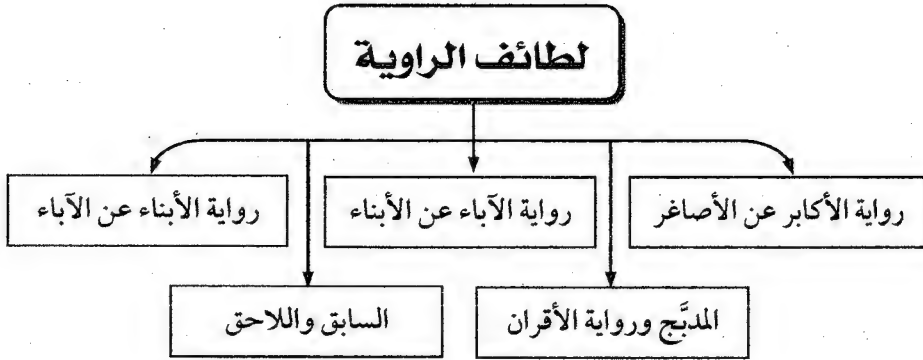 لطائف الراوية
رواية الأكابر عن الأصاغر
رواية الآباء عن الأبناء
رواية الأبناء عن الآباء
المدبَّج ورواية الأقران
السابق واللاحق